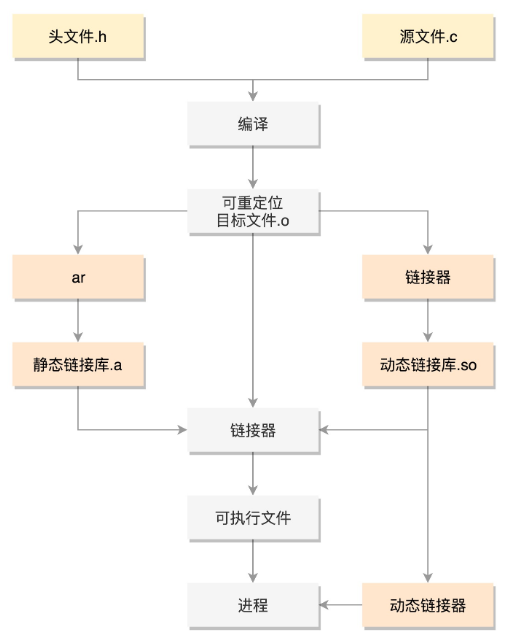 头文件.h
源文件.c
编译
可重定位
目标文件.o
ar
链接器
静态链接库.a
动态链接库.so
链接器
可执行文件
进程
动态链接器